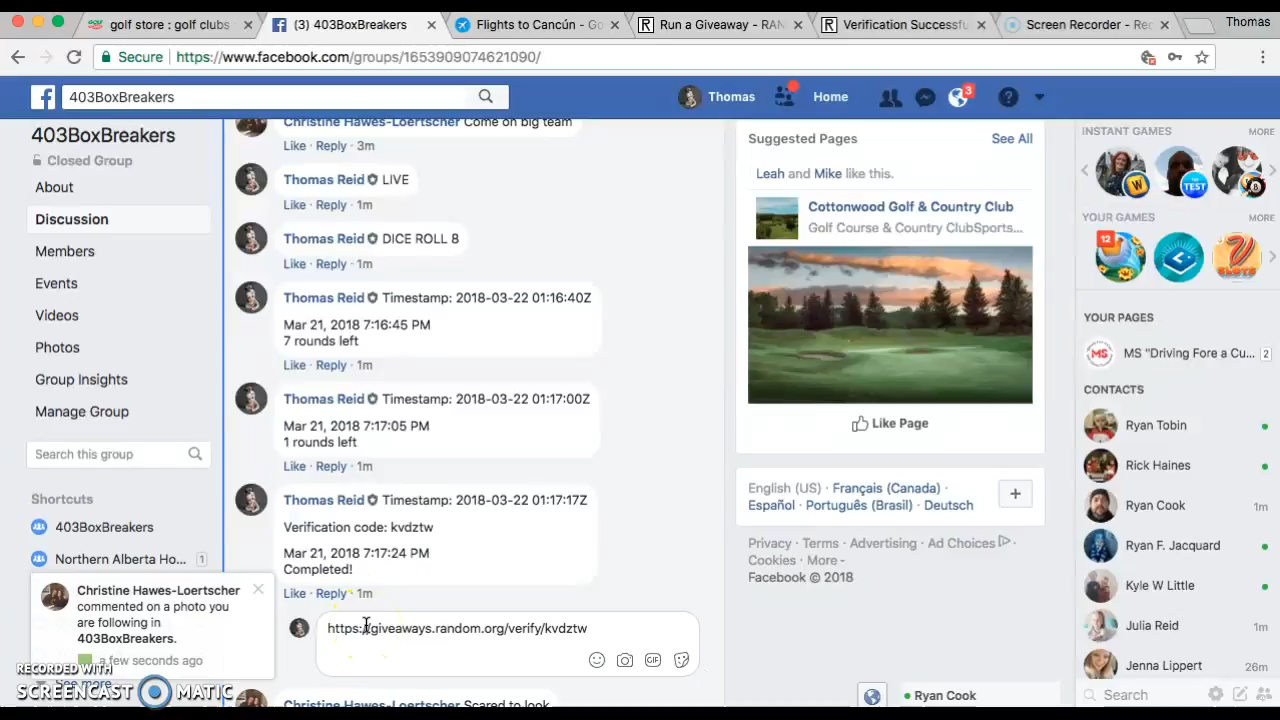 golf store : golf clubs
(3) 403BoxBreakers
Flights to Cancún - Go
Run a Giveaway - RAN
Verification Successfu
Screen Recorder - Rec
Thomas
Secure
https://www.facebook.com/groups/1653909074621090/
403BoxBreakers
Thomas
Home
3
403BoxBreakers
Closed Group
About
Discussion
Members
Events
Videos
Photos
Group Insights
Manage Group
Search this group
Shortcuts
403BoxBreakers
Northern Alberta Ho... 1
Christine Hawes-Loertscher
commented on a photo you
are following in
403BoxBreakers.
a few seconds ago
See more
RECORDED WITH
SCREENCAST MATIC
Christine Hawes-Loertscher Come on big team
Like · Reply · 3m
Thomas Reid LIVE
Like · Reply · 1m
Thomas Reid DICE ROLL 8
Like · Reply · 1m
Thomas Reid Timestamp: 2018-03-22 01:16:40Z
Mar 21, 2018 7:16:45 PM
7 rounds left
Like · Reply · 1m
Thomas Reid Timestamp: 2018-03-22 01:17:00Z
Mar 21, 2018 7:17:05 PM
1 rounds left
Like · Reply · 1m
Thomas Reid Timestamp: 2018-03-22 01:17:17Z
Verification code: kvdztw
Mar 21, 2018 7:17:24 PM
Completed!
Like · Reply · 1m
https://giveaways.random.org/verify/kvdztw
GIF
Christine Hawes-Loertscher Scared to look
Suggested Pages
See All
Leah and Mike like this.
Cottonwood Golf & Country Club
Golf Course & Country ClubSports...
Like Page
English (US) · Français (Canada) ·
Español · Português (Brasil) · Deutsch
Privacy · Terms · Advertising · Ad Choices ·
Cookies · More
Facebook © 2018
INSTANT GAMES
MORE
W
TEST
8
YOUR GAMES
MORE
12
SLOTS
YOUR PAGES
MS
MS "Driving Fore a Cu... 2
CONTACTS
Ryan Tobin
Rick Haines
Ryan Cook 1m
Ryan F. Jacquard
Kyle W Little
Julia Reid 1m
Jenna Lippert 26m
Ryan Cook
Search